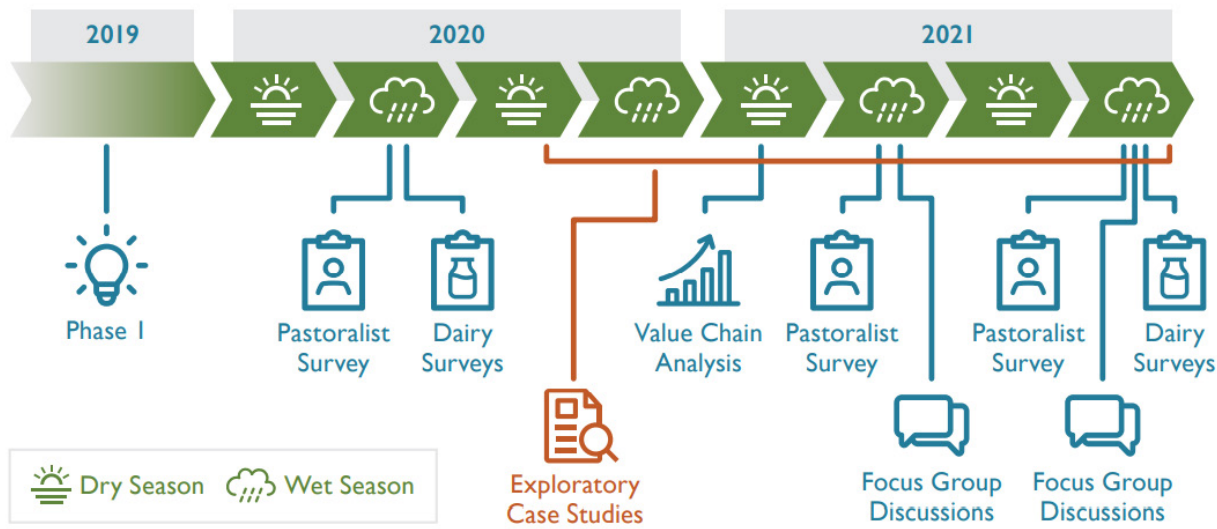 2019
2020
2021
Phase 1
Pastoralist
Survey
Dairy
Surveys
Value Chain
Analysis
Pastoralist
Survey
Pastoralist
Survey
Dairy
Surveys
Exploratory
Case Studies
Focus Group
Discussions
Focus Group
Discussions
Dry Season
Wet Season